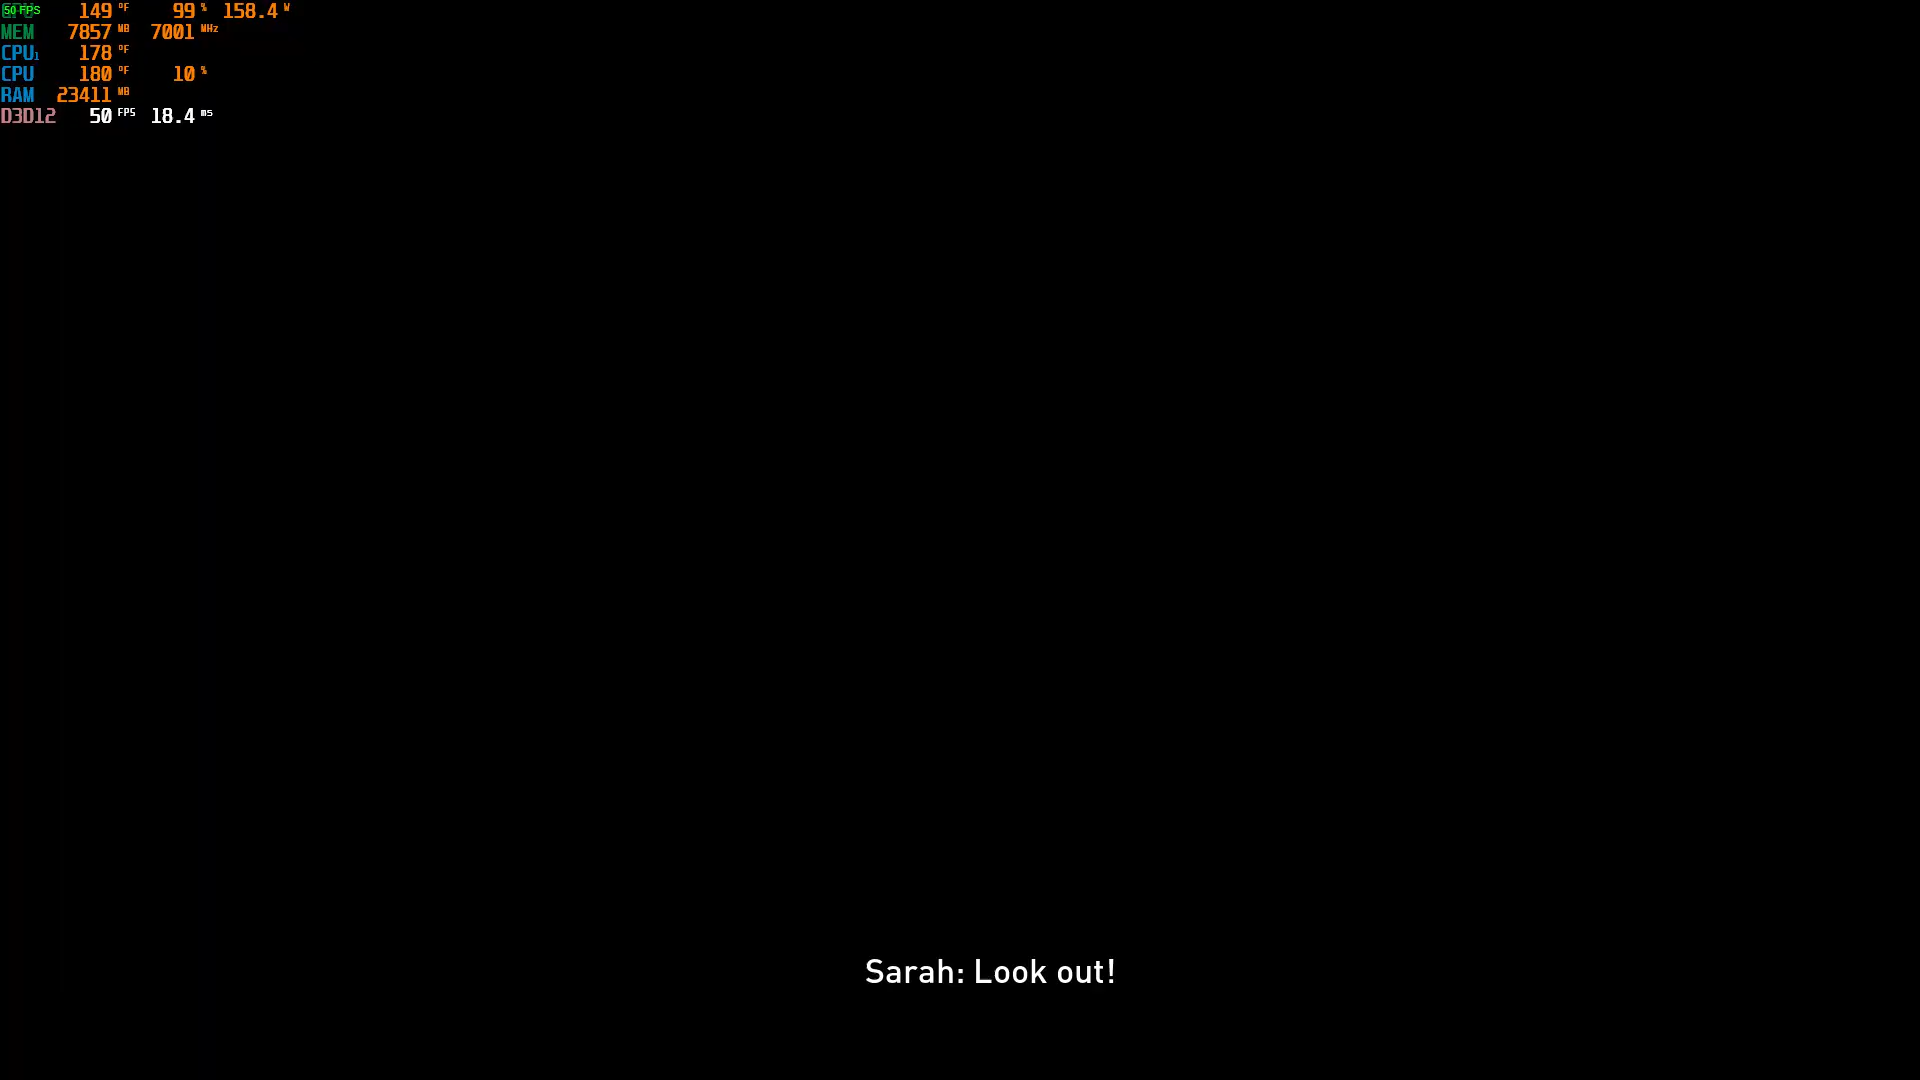 50 FPS
GPU 149 °F 99 % 158.4 W
MEM 7857 MB 7001 MHz
CPU1 178 °F
CPU 180 °F 10 %
RAM 23411 MB
D3D12 50 FPS 18.4 ms
Sarah: Look out!